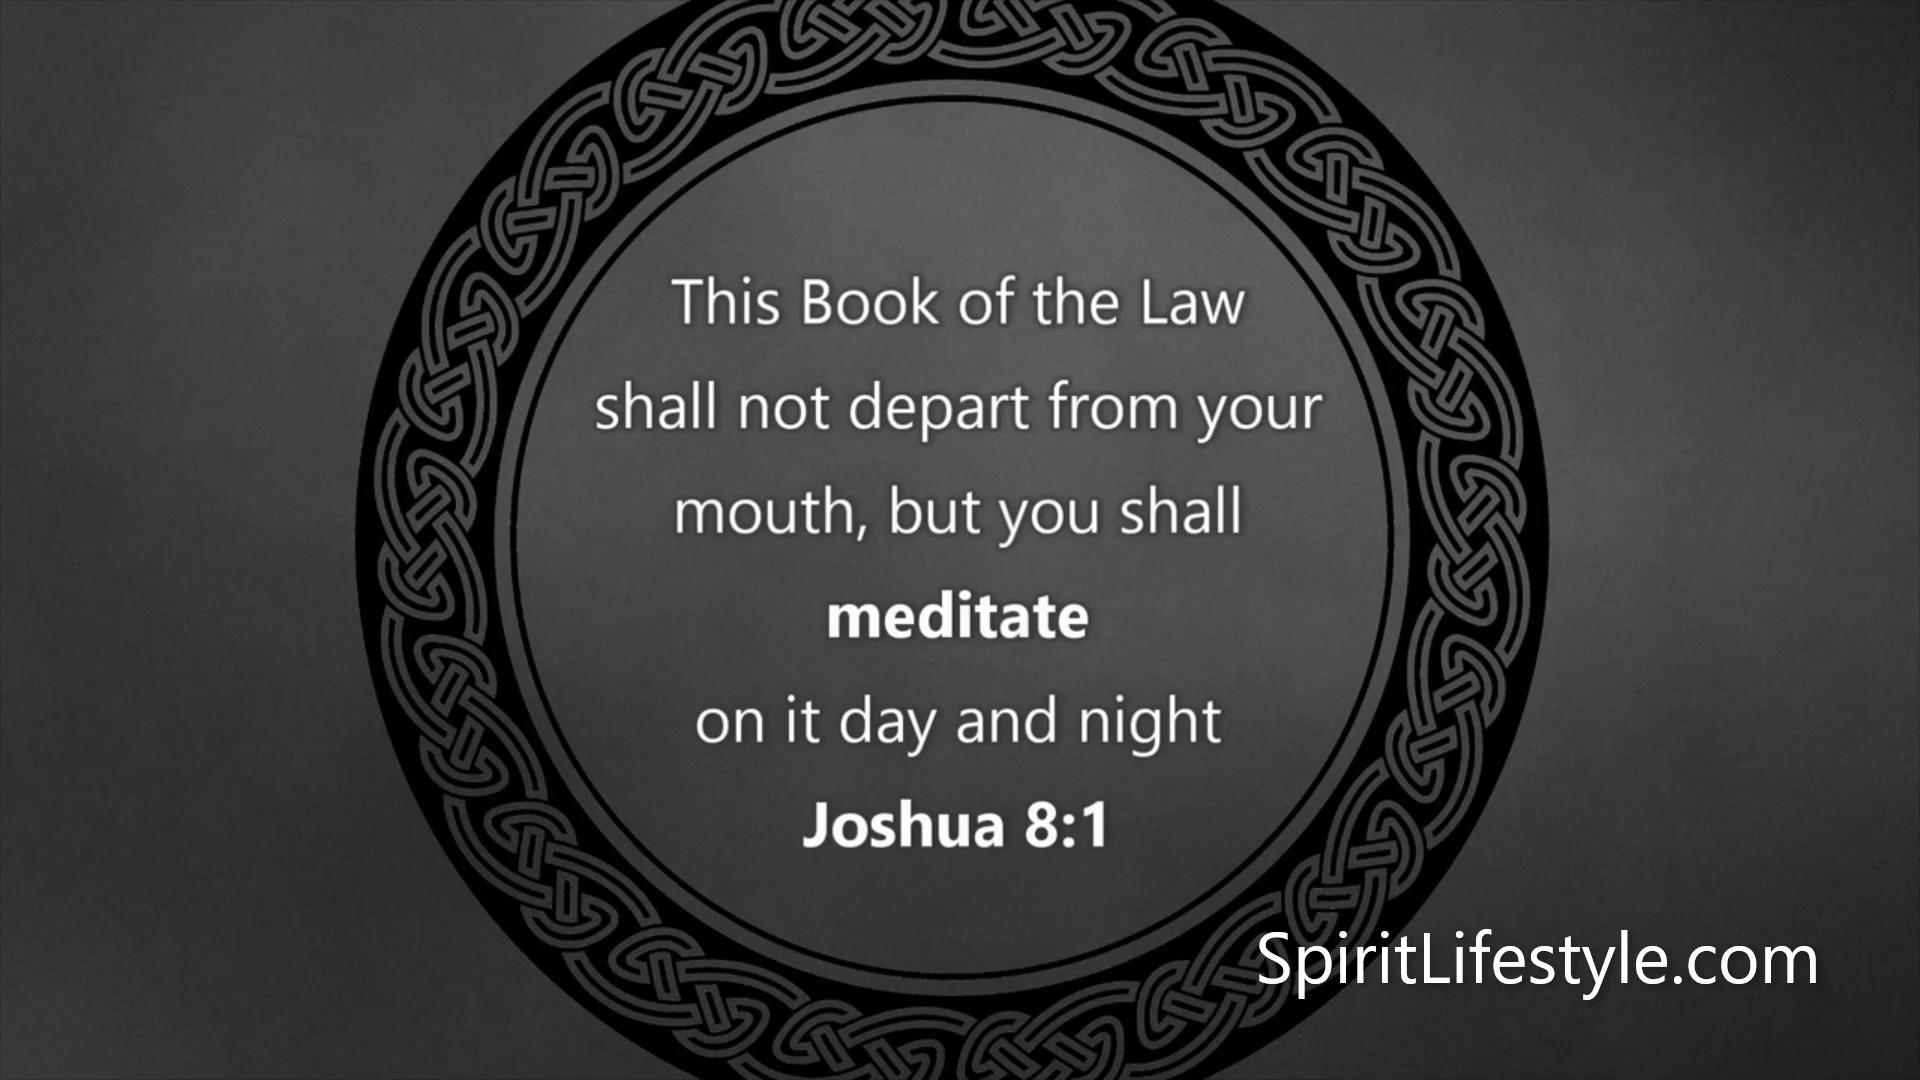 This Book of the Law
shall not depart from your
mouth, but you shall
meditate
on it day and night
Joshua 8:1
SpiritLifestyle.com